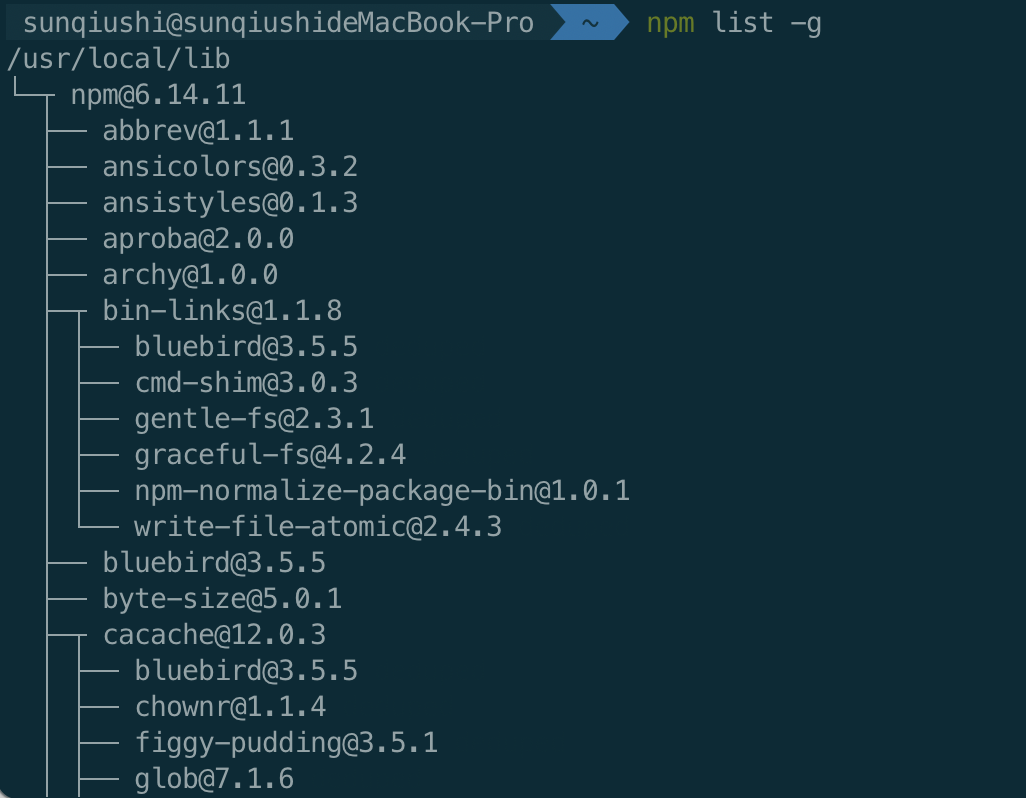 sunqiushi@sunqiushideMacBook-Pro ~ npm list -g
/usr/local/lib
└─┬ npm@6.14.11
  ├── abbrev@1.1.1
  ├── ansicolors@0.3.2
  ├── ansistyles@0.1.3
  ├── aproba@2.0.0
  ├── archy@1.0.0
  ├─┬ bin-links@1.1.8
  │ ├── bluebird@3.5.5
  │ ├── cmd-shim@3.0.3
  │ ├── gentle-fs@2.3.1
  │ ├── graceful-fs@4.2.4
  │ ├── npm-normalize-package-bin@1.0.1
  │ └── write-file-atomic@2.4.3
  ├── bluebird@3.5.5
  ├── byte-size@5.0.1
  ├─┬ cacache@12.0.3
  │ ├── bluebird@3.5.5
  │ ├── chownr@1.1.4
  │ ├── figgy-pudding@3.5.1
  │ ├── glob@7.1.6